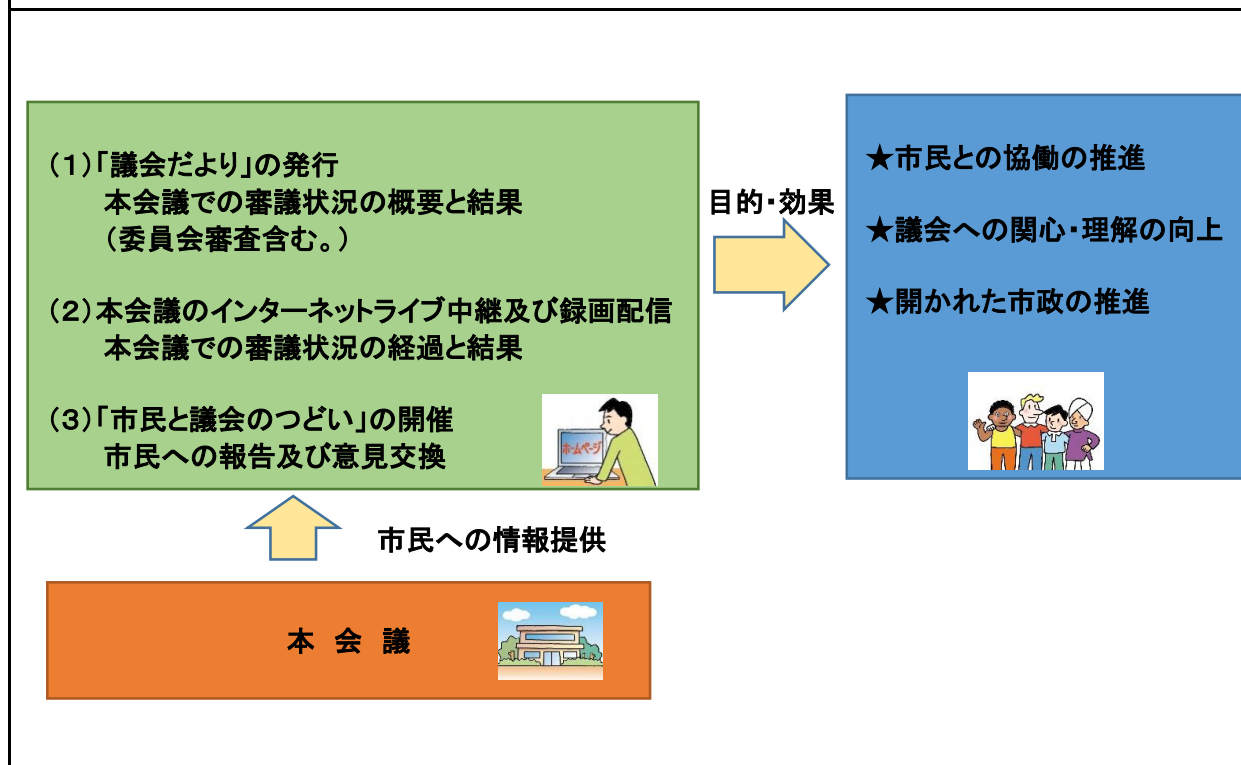 (1)「議会だより」の発行
本会議での審議状況の概要と結果
(委員会審査含む。)
(2)本会議のインターネットライブ中継及び録画配信
本会議での審議状況の経過と結果
(3)「市民と議会のつどい」の開催
市民への報告及び意見交換
ホームページ
目的・効果
★市民との協働の推進
★議会への関心・理解の向上
★開かれた市政の推進
市民への情報提供
本 会 議